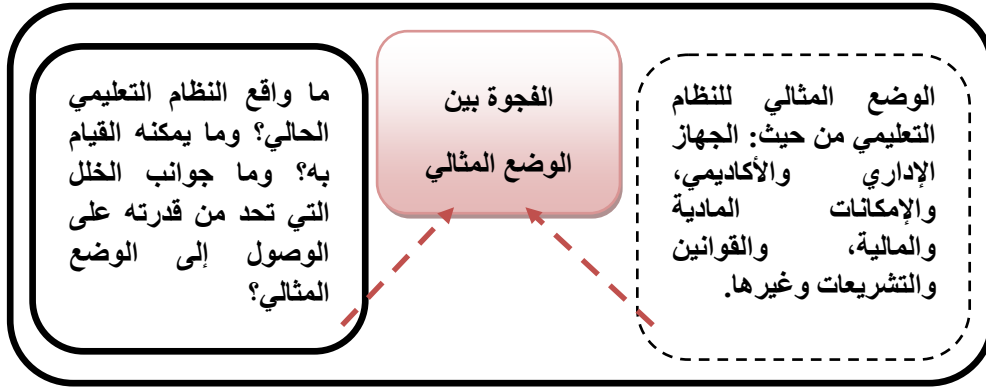 الوضع المثالي للنظام
التعليمي من حيث: الجهاز
الإداري والأكاديمي،
والإمكانات المادية
والمالية، والقوانين
والتشريعات وغيرها.
الفجوة بين
الوضع المثالي
ما واقع النظام التعليمي
الحالي؟ وما يمكنه القيام
به؟ وما جوانب الخلل
التي تحد من قدرته على
الوصول إلى الوضع
المثالي؟